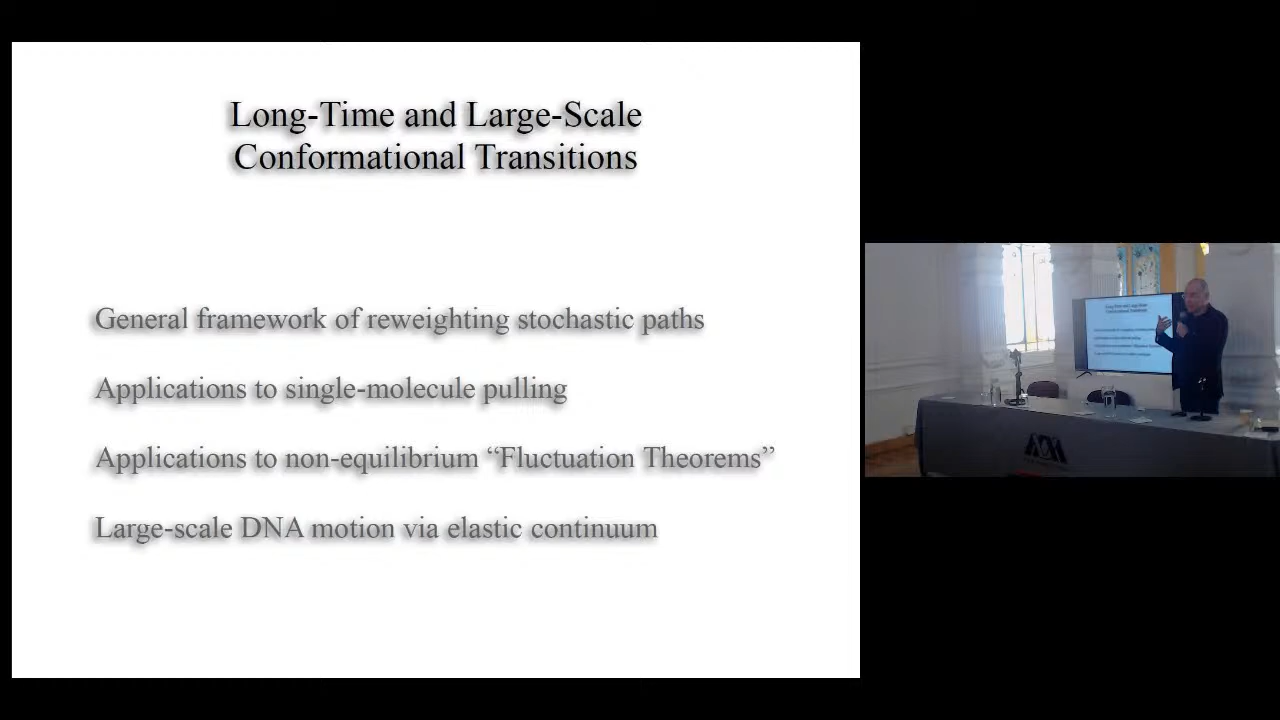 Long-Time and Large-Scale
Conformational Transitions
General framework of reweighting stochastic paths
Applications to single-molecule pulling
Applications to non-equilibrium “Fluctuation Theorems”
Large-scale DNA motion via elastic continuum